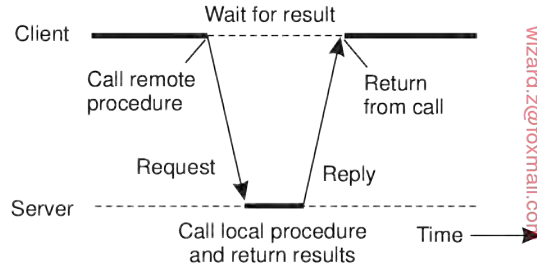 Wait for result
Client
Call remote
procedure
Return
from call
Request
Reply
Server
Call local procedure
and return results
Time
wizard.z@foxmail.com